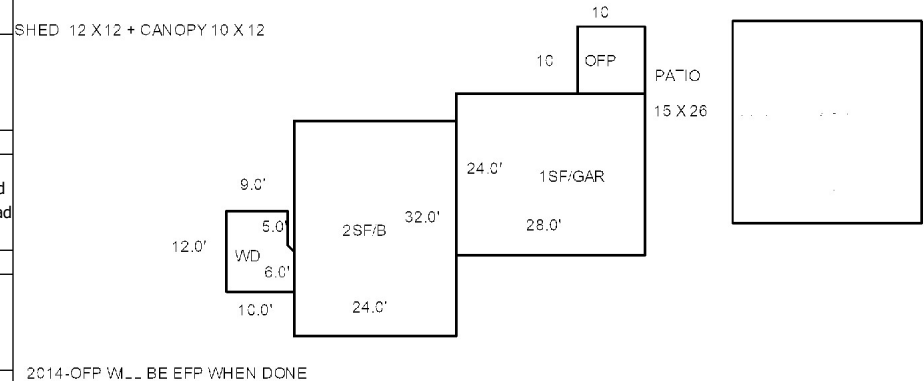 SHED 12 X 12 + CANOPY 10 X 12
10
10
OFP
PATIO
15 X 26
24.0'
1SF/GAR
28.0'
9.0'
5.0'
2SF/B
32.0'
12.0'
WD
6.0'
10.0'
24.0'
2014-OFP WILL BE EFP WHEN DONE